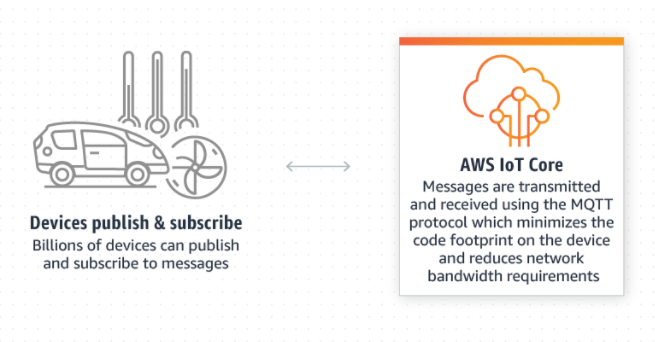 Devices publish & subscribe
Billions of devices can publish
and subscribe to messages
AWS IoT Core
Messages are transmitted
and received using the MQTT
protocol which minimizes the
code footprint on the device
and reduces network
bandwidth requirements